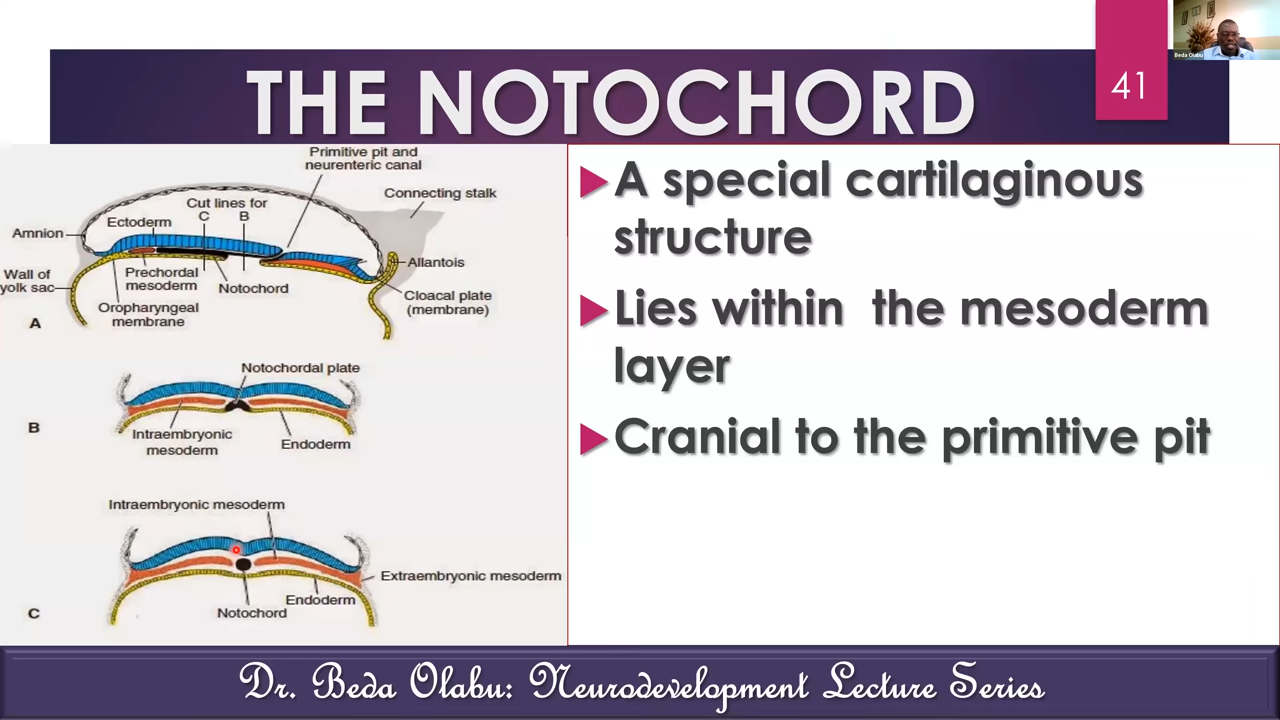 THE NOTOCHORD
41
Beda Olabu
Primitive pit and
neurenteric canal
Connecting stalk
Cut lines for
C B
Ectoderm
Amnion
Allantois
Wall of
yolk sac
Prechordal
mesoderm
Notochord
Cloacal plate
(membrane)
Oropharyngeal
membrane
A
Notochordal plate
B
Intraembryonic
mesoderm
Endoderm
Intraembryonic mesoderm
Extraembryonic mesoderm
Endoderm
Notochord
C
A special cartilaginous
structure
Lies within the mesoderm
layer
Cranial to the primitive pit
Dr. Beda Olabu: Neurodevelopment Lecture Series